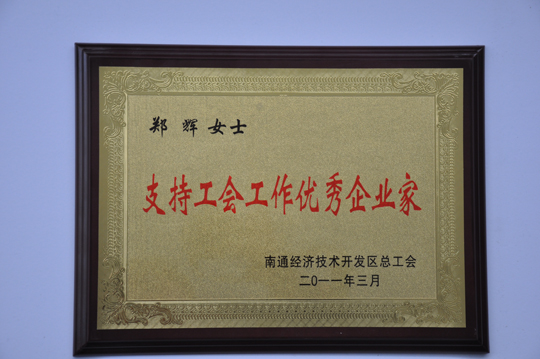 郑 辉 女士
支持工会工作优秀企业家
南通经济技术开发区总工会
二〇一一年三月